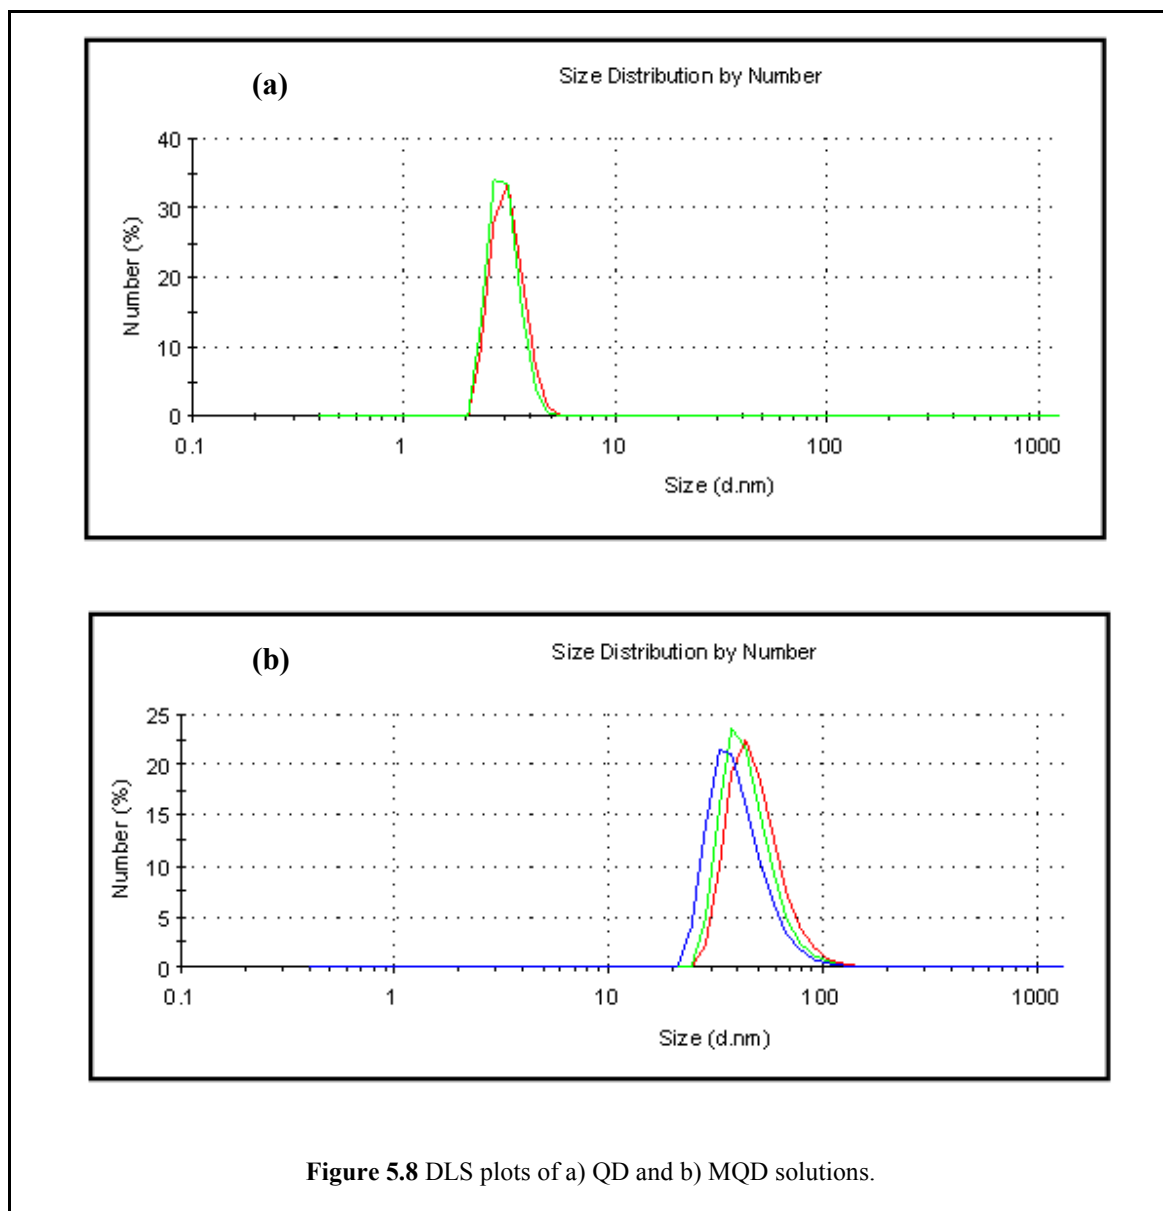 (a)
Size Distribution by Number
40
30
20
10
0
Number (%)
0.1 1 10 100 1000
Size (d.nm)
(b)
Size Distribution by Number
25
20
15
10
5
0
Number (%)
0.1 1 10 100 1000
Size (d.nm)
Figure 5.8 DLS plots of a) QD and b) MQD solutions.